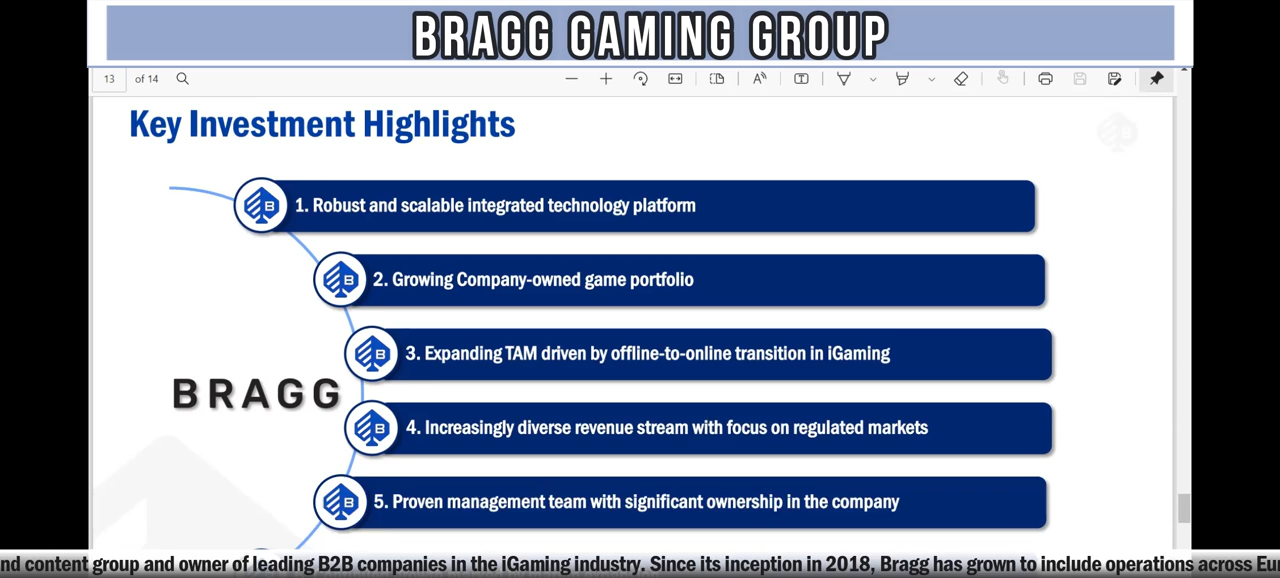 BRAGG GAMING GROUP
13 of 14
Key Investment Highlights
1. Robust and scalable integrated technology platform
2. Growing Company-owned game portfolio
3. Expanding TAM driven by offline-to-online transition in iGaming
BRAGG
4. Increasingly diverse revenue stream with focus on regulated markets
5. Proven management team with significant ownership in the company
nd content group and owner of leading B2B companies in the iGaming industry. Since its inception in 2018, Bragg has grown to include operations across Eu